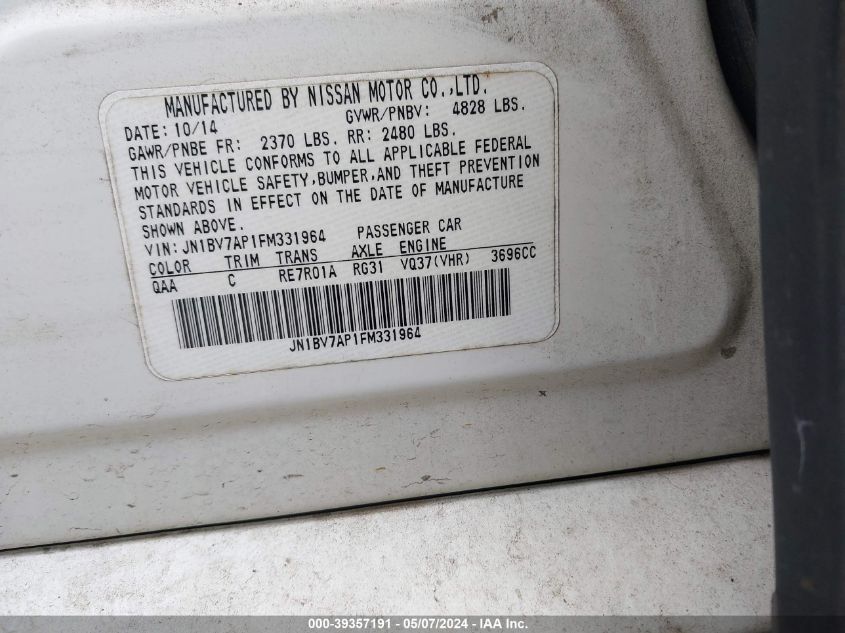 MANUFACTURED BY NISSAN MOTOR CO.,LTD.
DATE: 10/14 GVWR/PNBV: 4828 LBS.
GAWR/PNBE FR: 2370 LBS. RR: 2480 LBS.
THIS VEHICLE CONFORMS TO ALL APPLICABLE FEDERAL
MOTOR VEHICLE SAFETY,BUMPER,AND THEFT PREVENTION
STANDARDS IN EFFECT ON THE DATE OF MANUFACTURE
SHOWN ABOVE.
VIN: JN1BV7AP1FM331964 PASSENGER CAR
COLOR TRIM TRANS AXLE ENGINE
QAA C RE7R01A RG31 VQ37(VHR) 3696CC
JN1BV7AP1FM331964
000-39357191 - 05/07/2024 - IAA Inc.